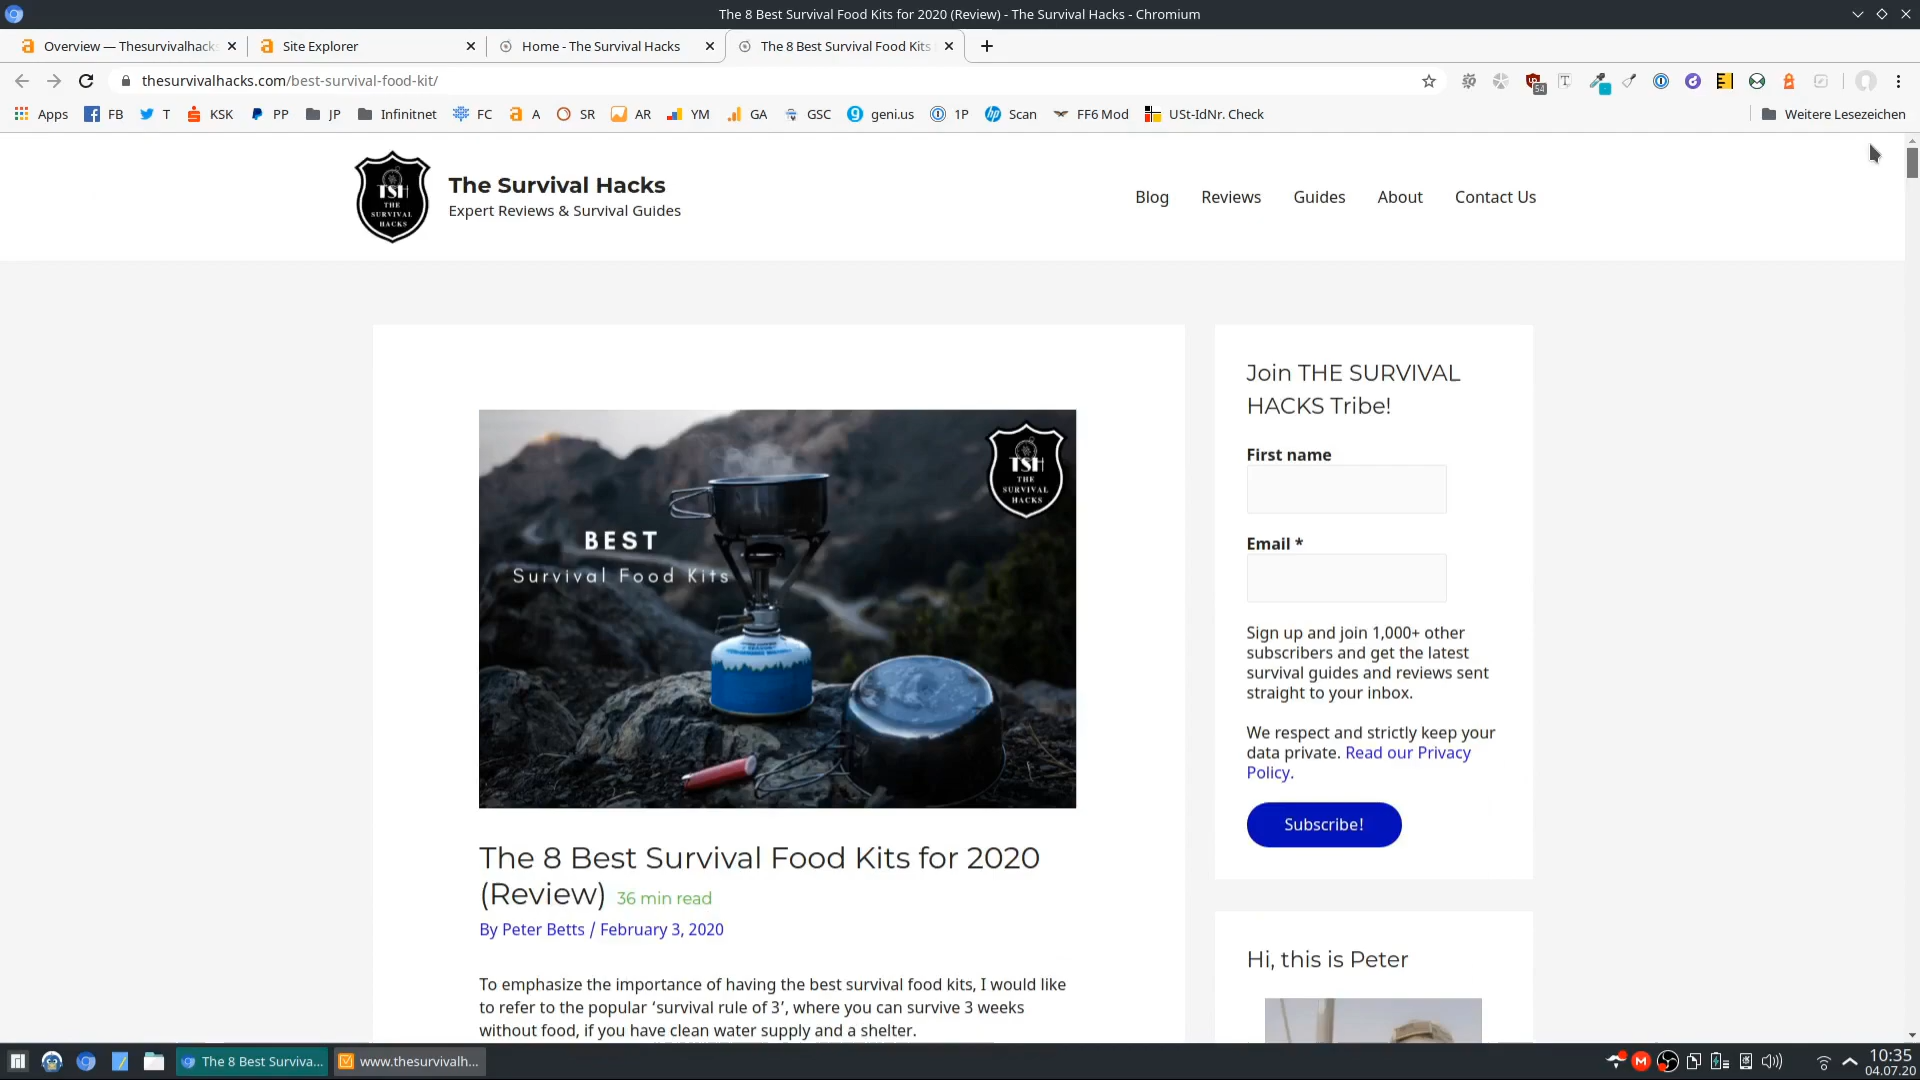 The 8 Best Survival Food Kits for 2020 (Review) - The Survival Hacks - Chromium
Overview — Thesurvivalhack
Site Explorer
Home - The Survival Hacks
The 8 Best Survival Food Kits
thesurvivalhacks.com/best-survival-food-kit/
54
Apps FB T KSK PP JP Infinitnet FC A SR AR YM GA GSC geni.us 1P Scan FF6 Mod USt-IdNr. Check Weitere Lesezeichen
TSH
THE
SURVIVAL
HACKS
The Survival Hacks
Expert Reviews & Survival Guides
Blog Reviews Guides About Contact Us
TSH
THE
SURVIVAL
HACKS
BEST
Survival Food Kits
The 8 Best Survival Food Kits for 2020
(Review) 36 min read
By Peter Betts / February 3, 2020
To emphasize the importance of having the best survival food kits, I would like
to refer to the popular ‘survival rule of 3’, where you can survive 3 weeks
without food, if you have clean water supply and a shelter.
Join THE SURVIVAL
HACKS Tribe!
First name
Email *
Sign up and join 1,000+ other
subscribers and get the latest
survival guides and reviews sent
straight to your inbox.
We respect and strictly keep your
data private. Read our Privacy
Policy.
Subscribe!
Hi, this is Peter
The 8 Best Surviva...
www.thesurvivalh...
10:35
04.07.20